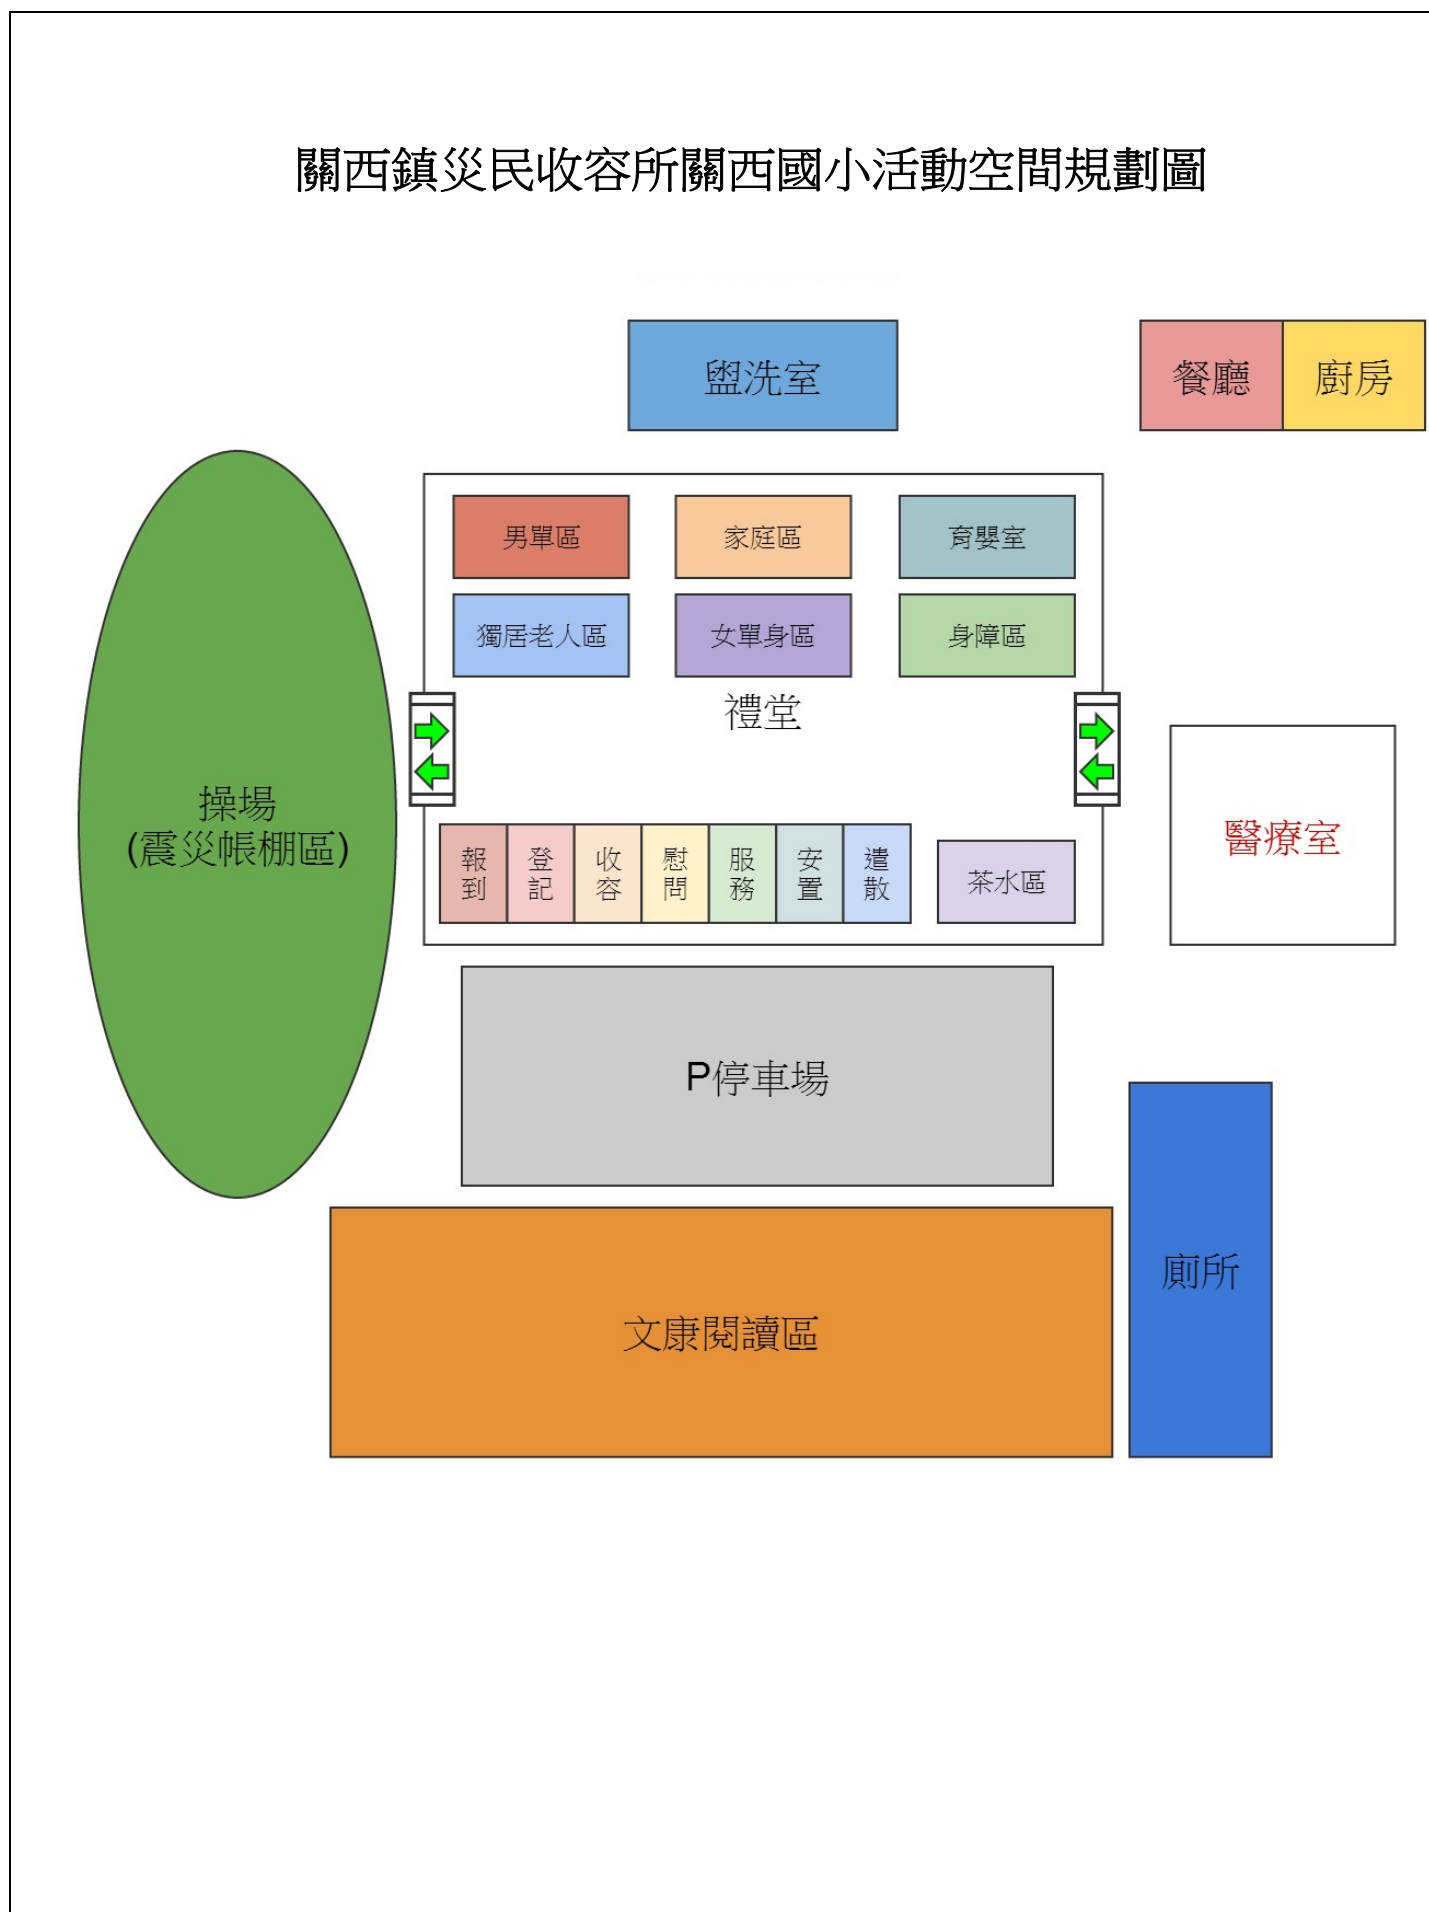 關西鎮災民收容所關西國小活動空間規劃圖
盥洗室
餐廳
廚房
男單區
家庭區
育嬰室
獨居老人區
女單身區
身障區
禮堂
操場
(震災帳棚區)
醫療室
報到
登記
收容
慰問
服務
安置
遣散
茶水區
P停車場
廁所
文康閱讀區